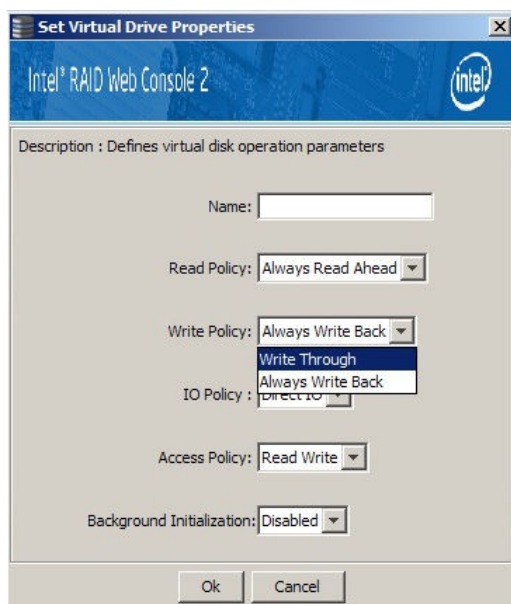 Set Virtual Drive Properties
Intel® RAID Web Console 2
intel
Description : Defines virtual disk operation parameters
Name:
Read Policy: Always Read Ahead
Write Policy: Always Write Back
Write Through
Always Write Back
IO Policy : Direct IO
Access Policy: Read Write
Background Initialization: Disabled
Ok Cancel